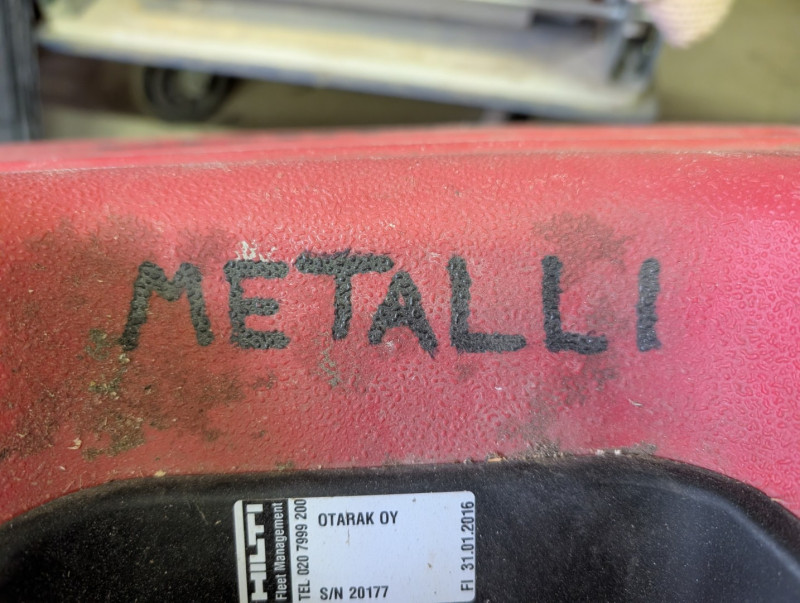 METALLI
HILTI
Fleet Management
TEL 020 7999 200
OTARAK OY
S/N 20177
FI 31.01.2016